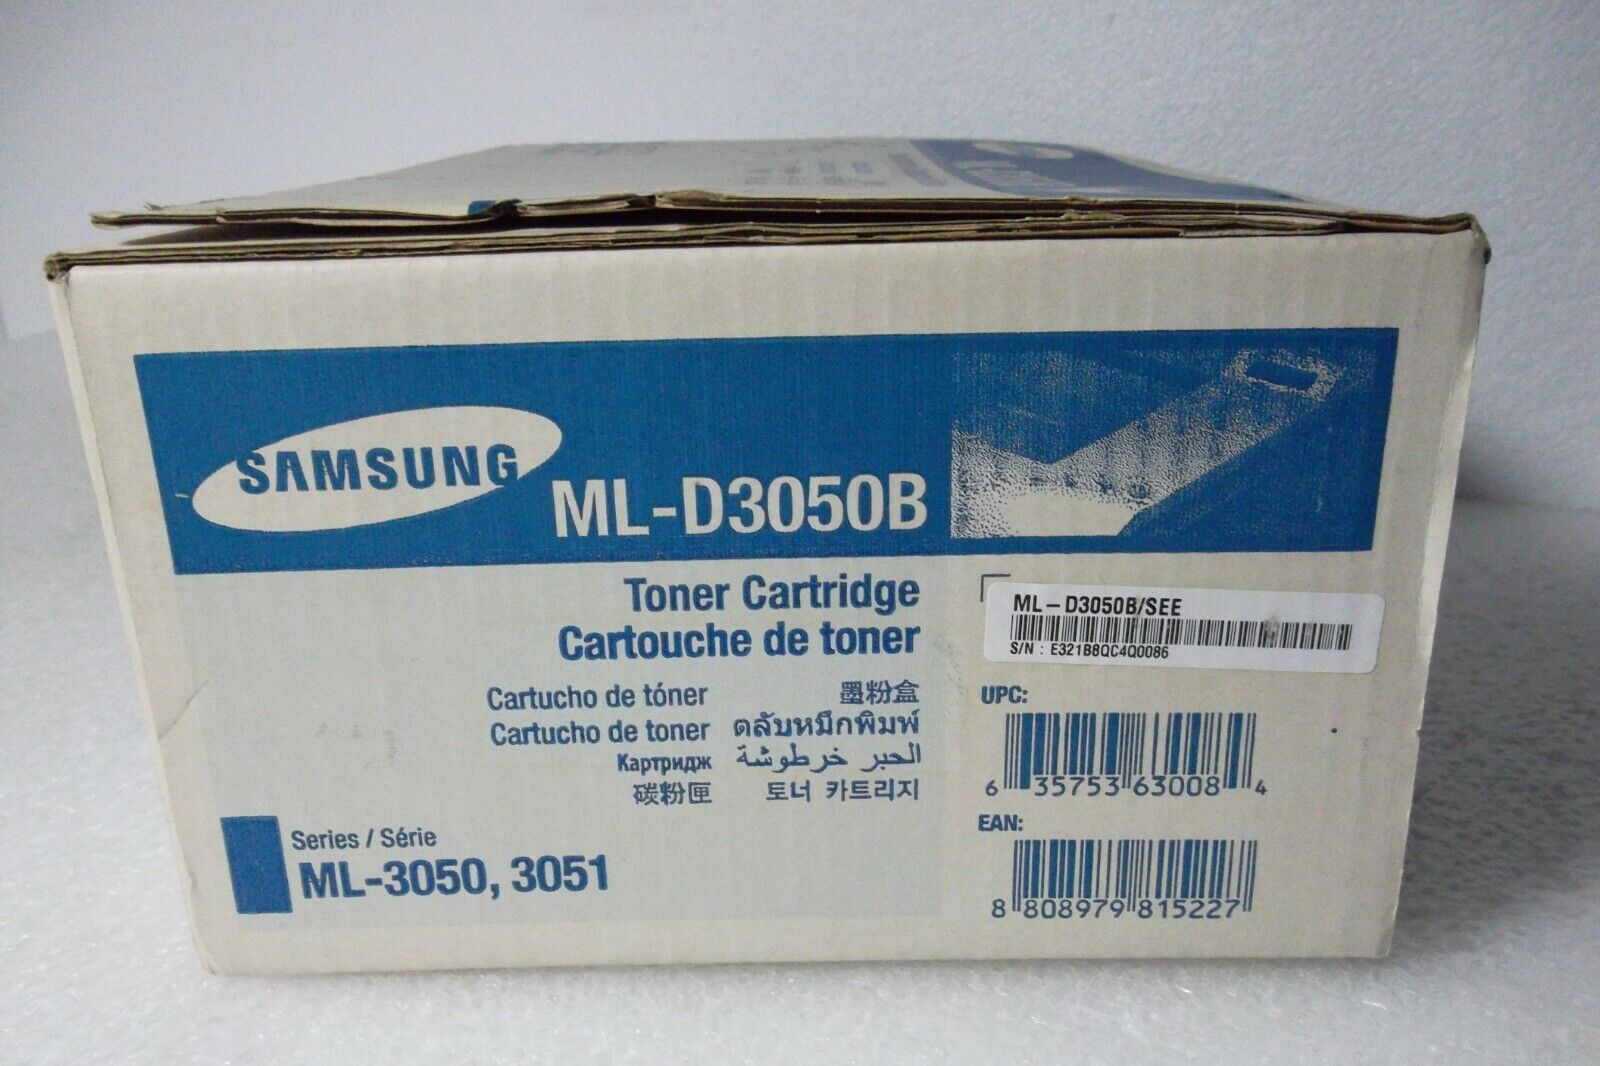 SAMSUNG
ML-D3050B
Toner Cartridge
Cartouche de toner
Cartucho de tóner 墨粉盒
Cartucho de toner ตลับหมึกพิมพ์
Картридж الحبر خرطوشة
碳粉匣 토너 카트리지
Series / Série
ML-3050, 3051
ML-D3050B/SEE
S/N : E321B8QC4Q0086
UPC:
6 35753 63008 4
EAN:
8 808979 815227